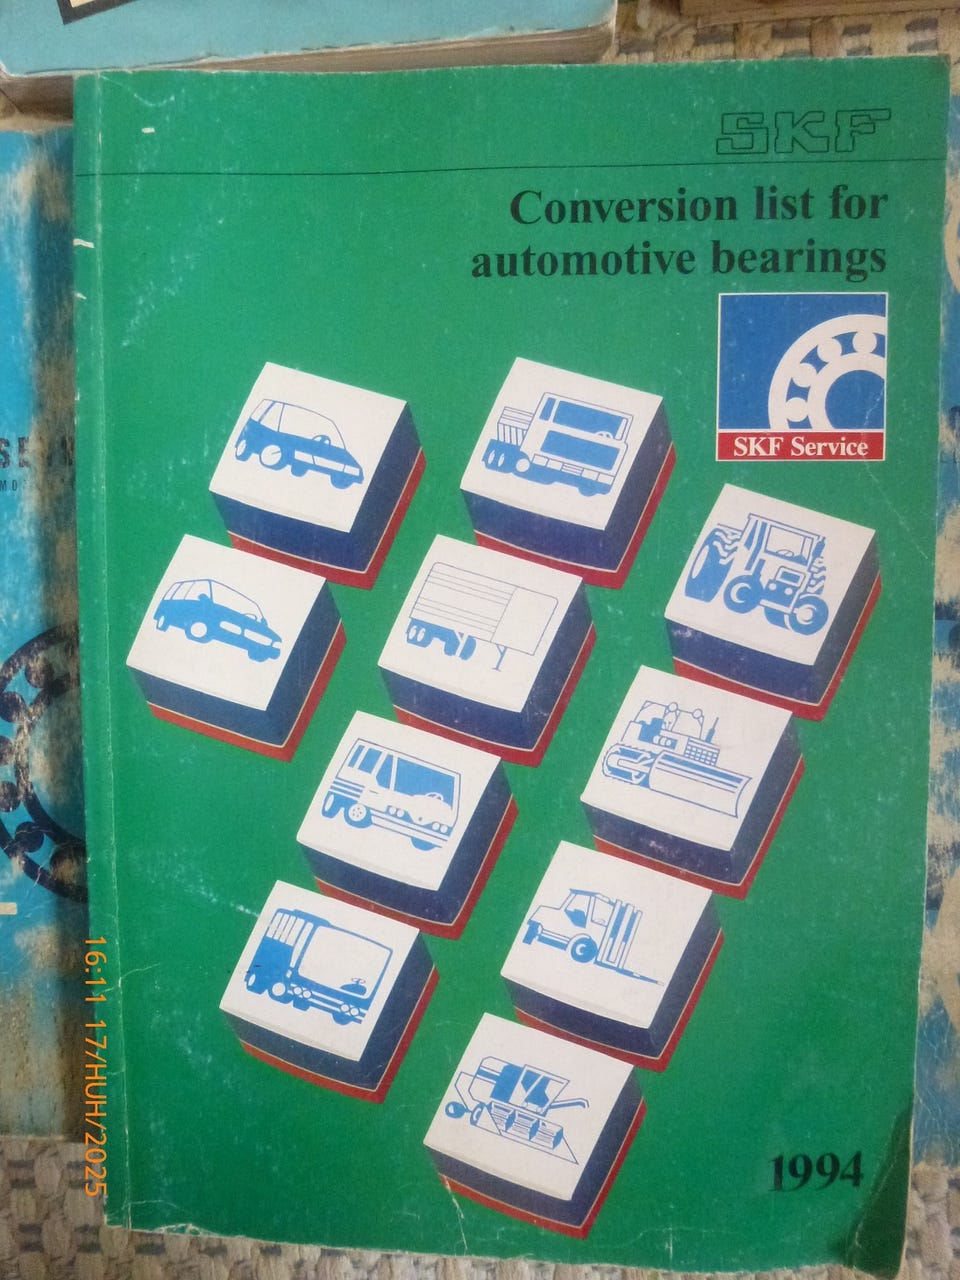 SKF
Conversion list for
automotive bearings
SKF Service
1994
16:11 17/HUH/2025